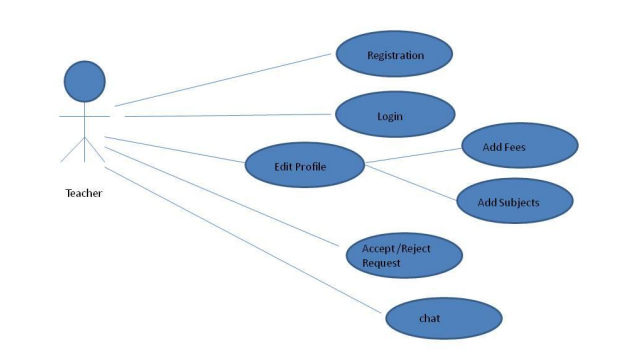 Registration
Login
Add Fees
Edit Profile
Teacher
Add Subjects
Accept/Reject
Request
chat